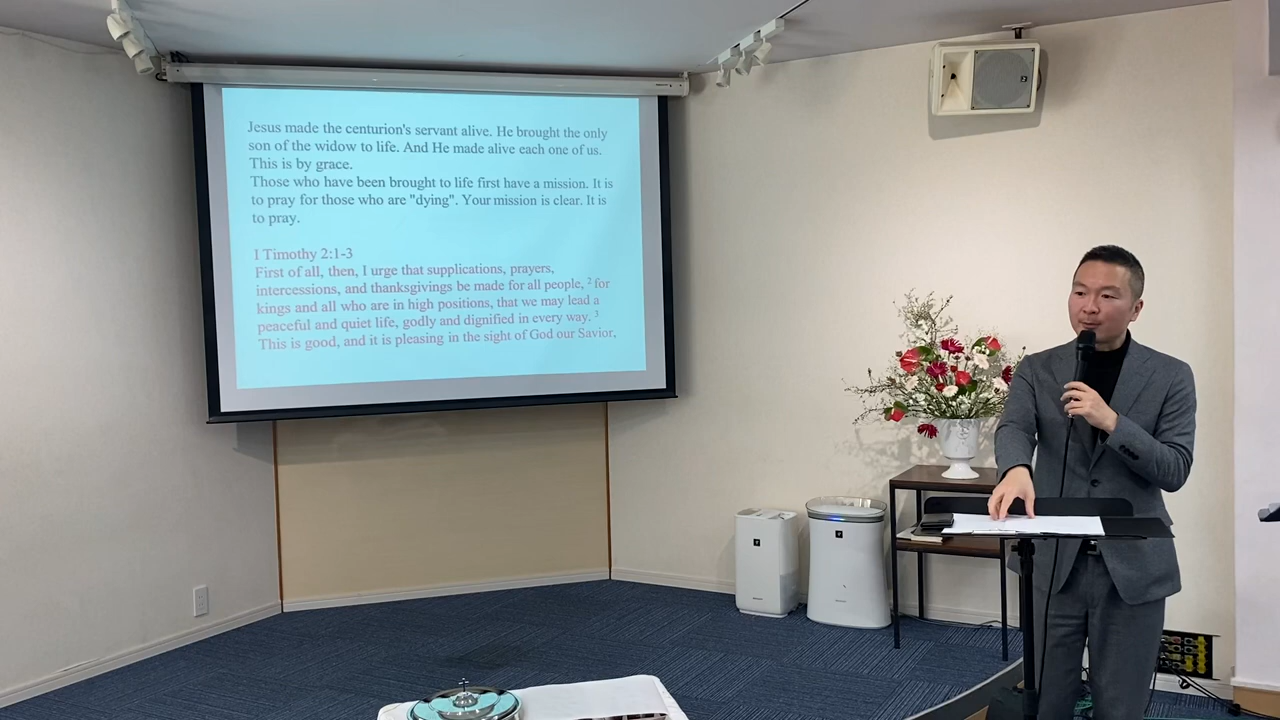 Jesus made the centurion's servant alive. He brought the only
son of the widow to life. And He made alive each one of us.
This is by grace.
Those who have been brought to life first have a mission. It is
to pray for those who are "dying". Your mission is clear. It is
to pray.
I Timothy 2:1-3
First of all, then, I urge that supplications, prayers,
intercessions, and thanksgivings be made for all people, ² for
kings and all who are in high positions, that we may lead a
peaceful and quiet life, godly and dignified in every way. ³
This is good, and it is pleasing in the sight of God our Savior,